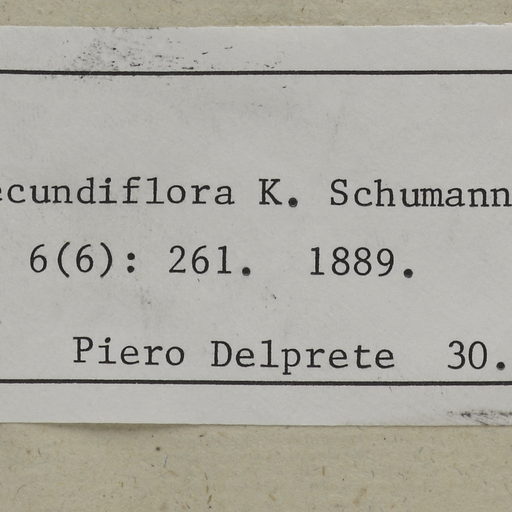 ecundiflora K. Schumann
6(6): 261. 1889.
Piero Delprete 30.